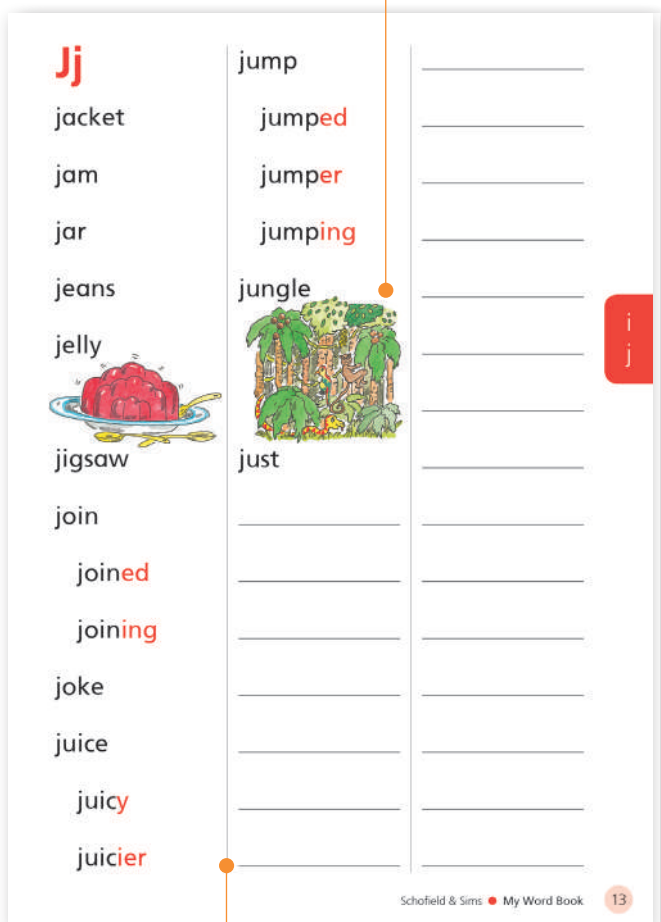 Jj
jacket
jam
jar
jeans
jelly
jigsaw
join
joined
joining
joke
juice
juicy
juicier
jump
jumped
jumper
jumping
jungle
just
i
j
Schofield & Sims ● My Word Book 13